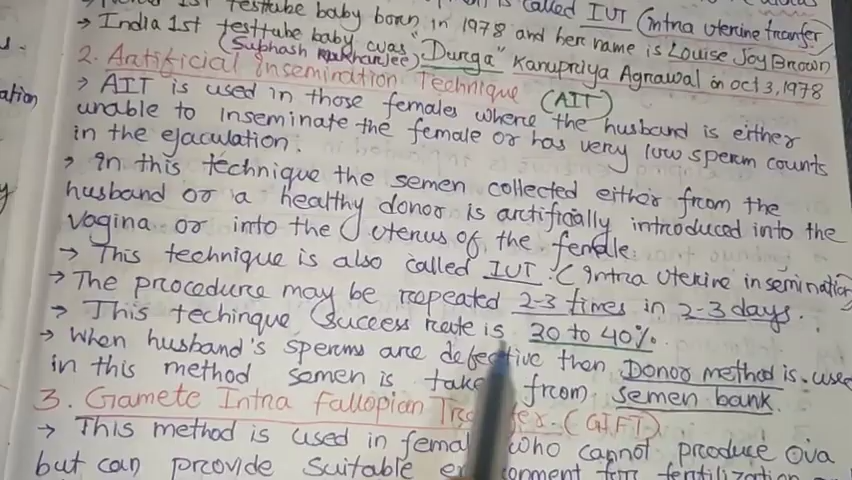 is called IUT (intra uterine tranfer)
1st Testtube baby born in 1978 and her name is Louise Joy Brown
→ India 1st testtube baby was "Durga" Kanupriya Agrawal in oct 3, 1978
(Subhash Mukharjee)
2. Artificial Insemination Technique (AIT)
→ AIT is used in those females where the husband is either
unable to inseminate the female or has very low sperm counts
in the ejaculation.
→ In this technique the semen collected either from the
husband or a healthy donor is artificially introduced into the
vagina or into the uterus of the female.
→ This technique is also called IUT. (Intra uterine insemination)
→ The procedure may be repeated 2-3 times in 2-3 days.
→ This techinque success rate is 30 to 40%.
→ When husband's sperms are defective then Donor method is used
in this method semen is taken from semen bank.
3. Gamete Intra Fallopian (GIFT)
→ This method is used in who cannot produce ova
but can provide suitable fertilization